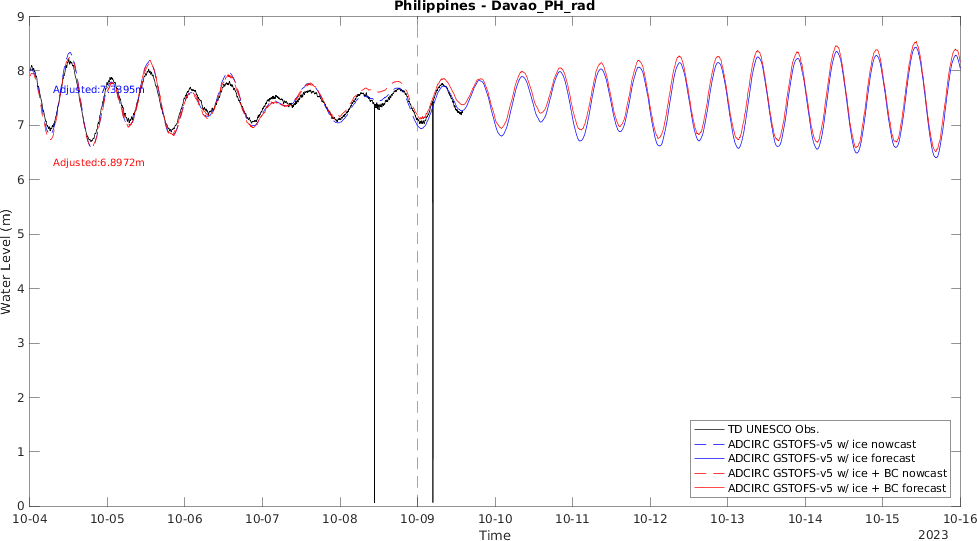 Philippines - Davao_PH_rad
Water Level (m)
9
8
7
6
5
4
3
2
1
0
Adjusted:7.3395m
Adjusted:6.8972m
TD UNESCO Obs.
ADCIRC GSTOFS-v5 w/ ice nowcast
ADCIRC GSTOFS-v5 w/ ice forecast
ADCIRC GSTOFS-v5 w/ ice + BC nowcast
ADCIRC GSTOFS-v5 w/ ice + BC forecast
10-04 10-05 10-06 10-07 10-08 10-09 10-10 10-11 10-12 10-13 10-14 10-15 10-16
Time
2023